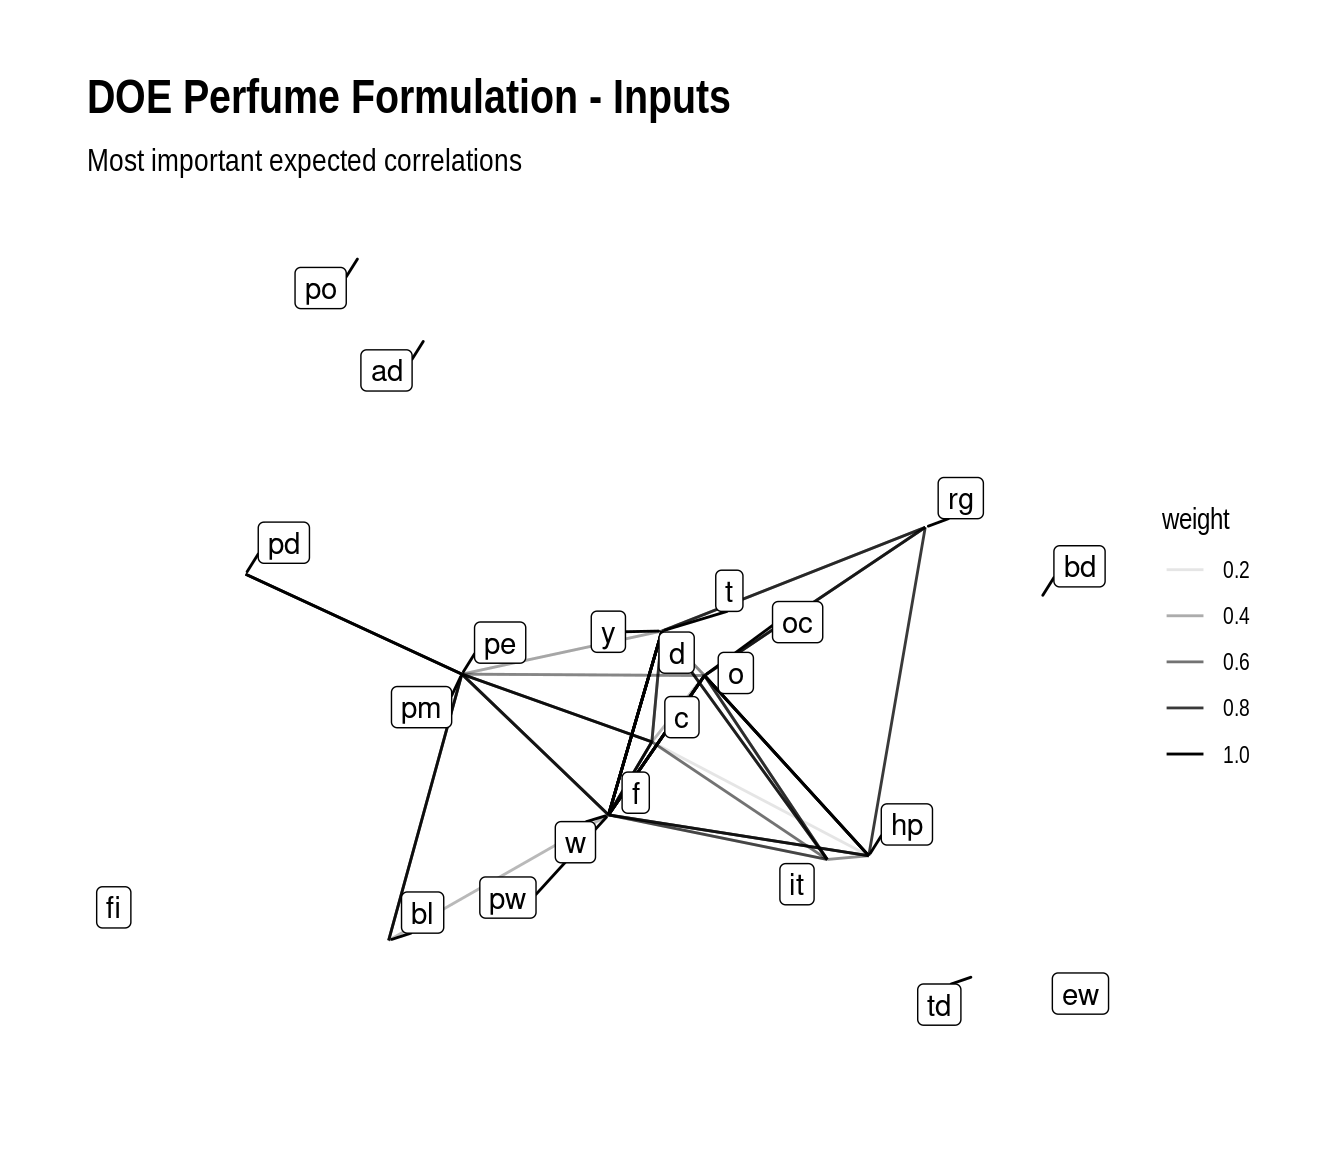 DOE Perfume Formulation - Inputs
Most important expected correlations
po
ad
rg
pd
bd
t
oc
y
pe
d
o
pm
c
f
hp
w
it
pw
bl
fi
td
ew
weight
0.2
0.4
0.6
0.8
1.0